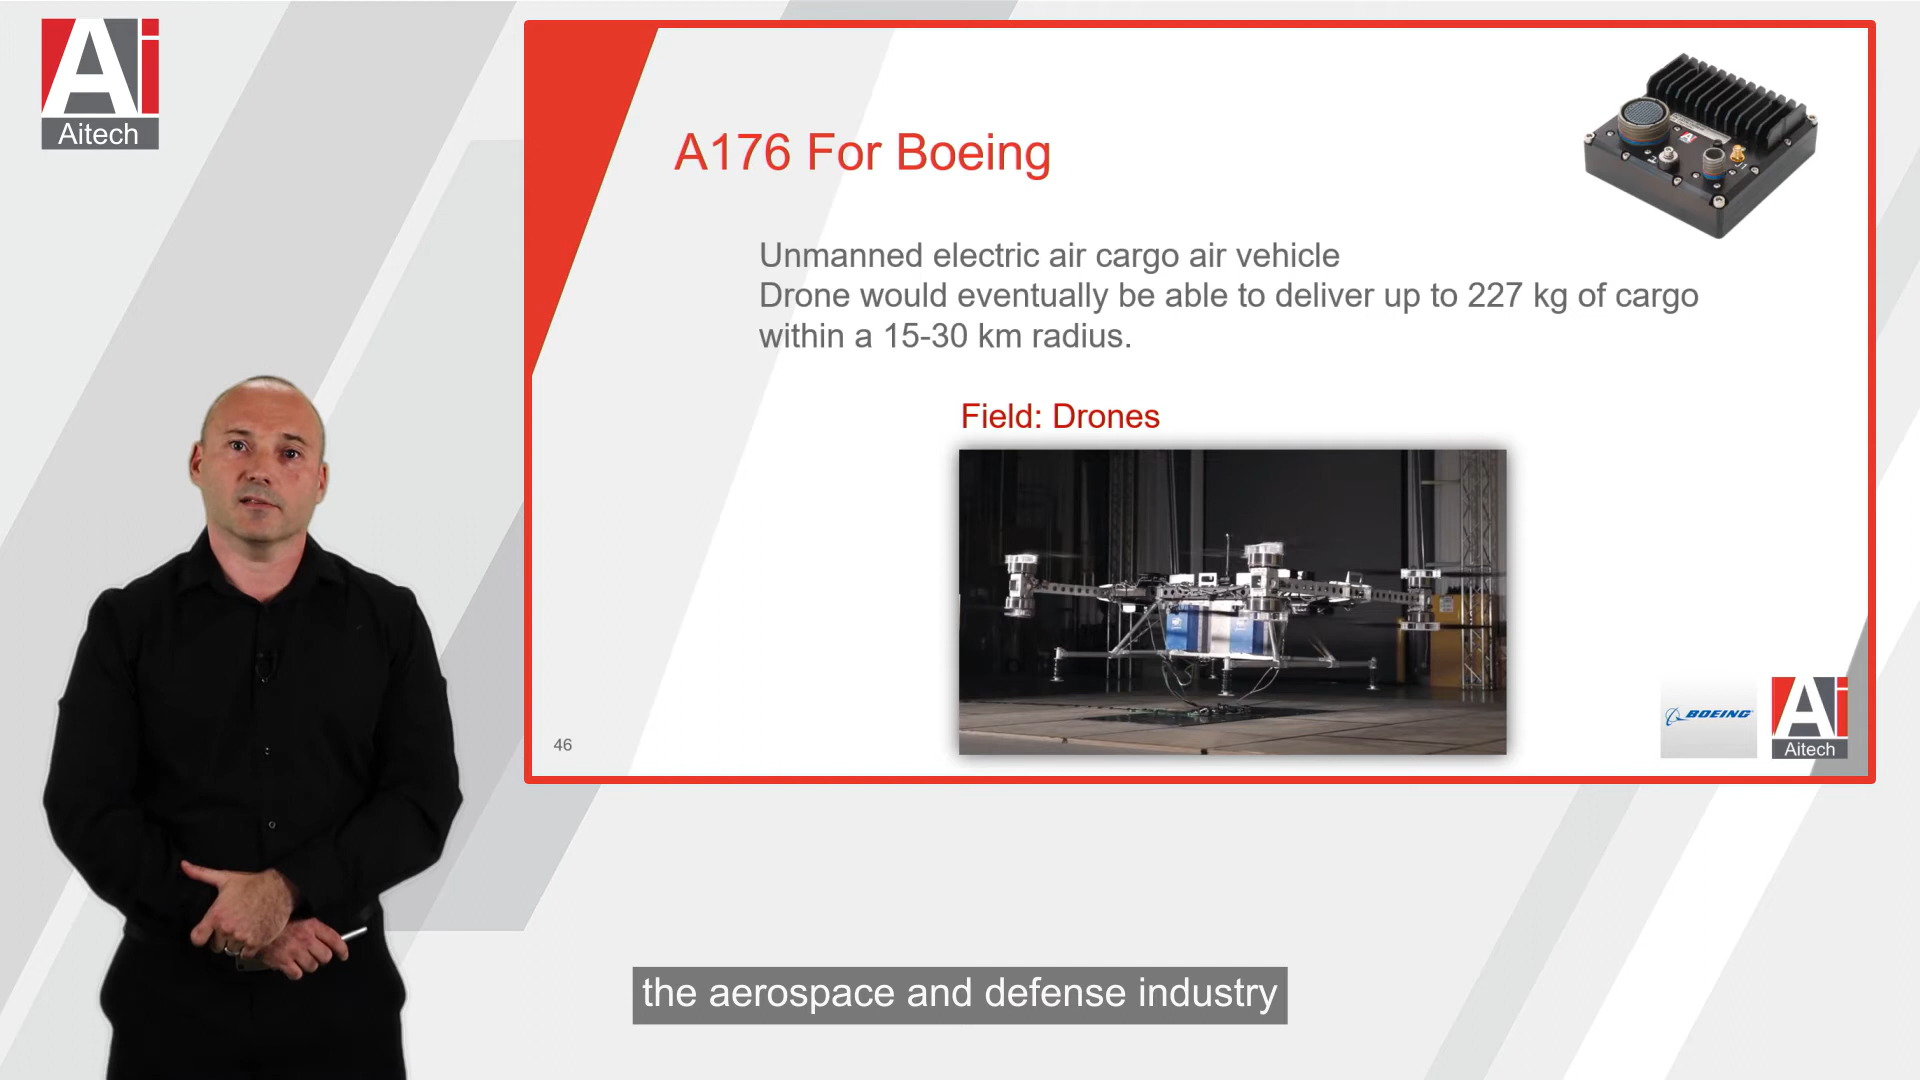 Ai
Aitech
A176 For Boeing
Unmanned electric air cargo air vehicle
Drone would eventually be able to deliver up to 227 kg of cargo
within a 15-30 km radius.
Field: Drones
46
BOEING
Ai
Aitech
the aerospace and defense industry